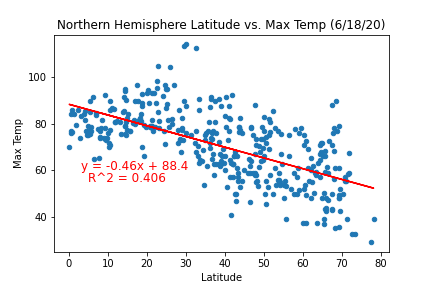 Northern Hemisphere Latitude vs. Max Temp (6/18/20)
Max Temp
100
80
60
40
y = -0.46x + 88.4
R^2 = 0.406
0 10 20 30 40 50 60 70 80
Latitude